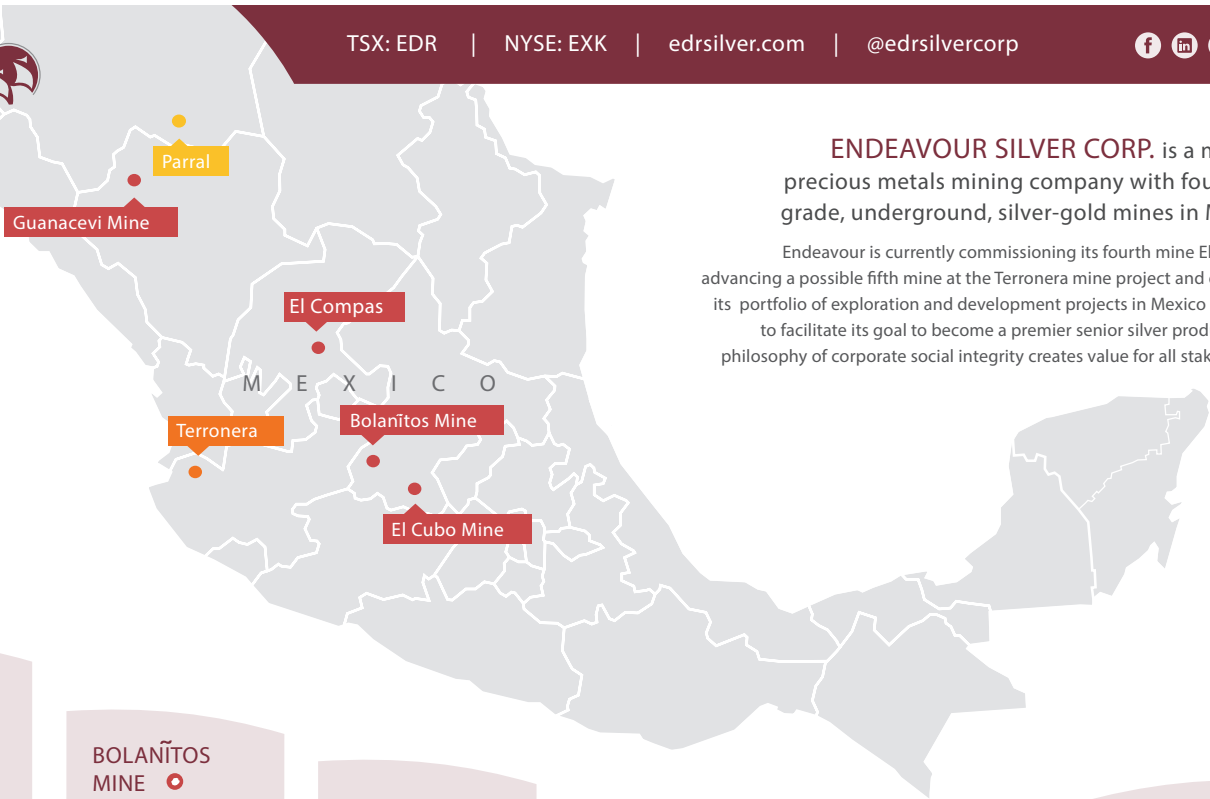 TSX: EDR | NYSE: EXK | edrsilver.com | @edrsilvercorp
ENDEAVOUR SILVER CORP. is a
precious metals mining company with
grade, underground, silver-gold mines in
Endeavour is currently commissioning its fourth mine
advancing a possible fifth mine at the Terronera mine project and
its portfolio of exploration and development projects in Mexico
to facilitate its goal to become a premier senior silver
philosophy of corporate social integrity creates value for all
Parral
Guanacevi Mine
El Compas
MEXICO
Terronera
Bolanītos Mine
El Cubo Mine
BOLANĪ̃TOS
MINE